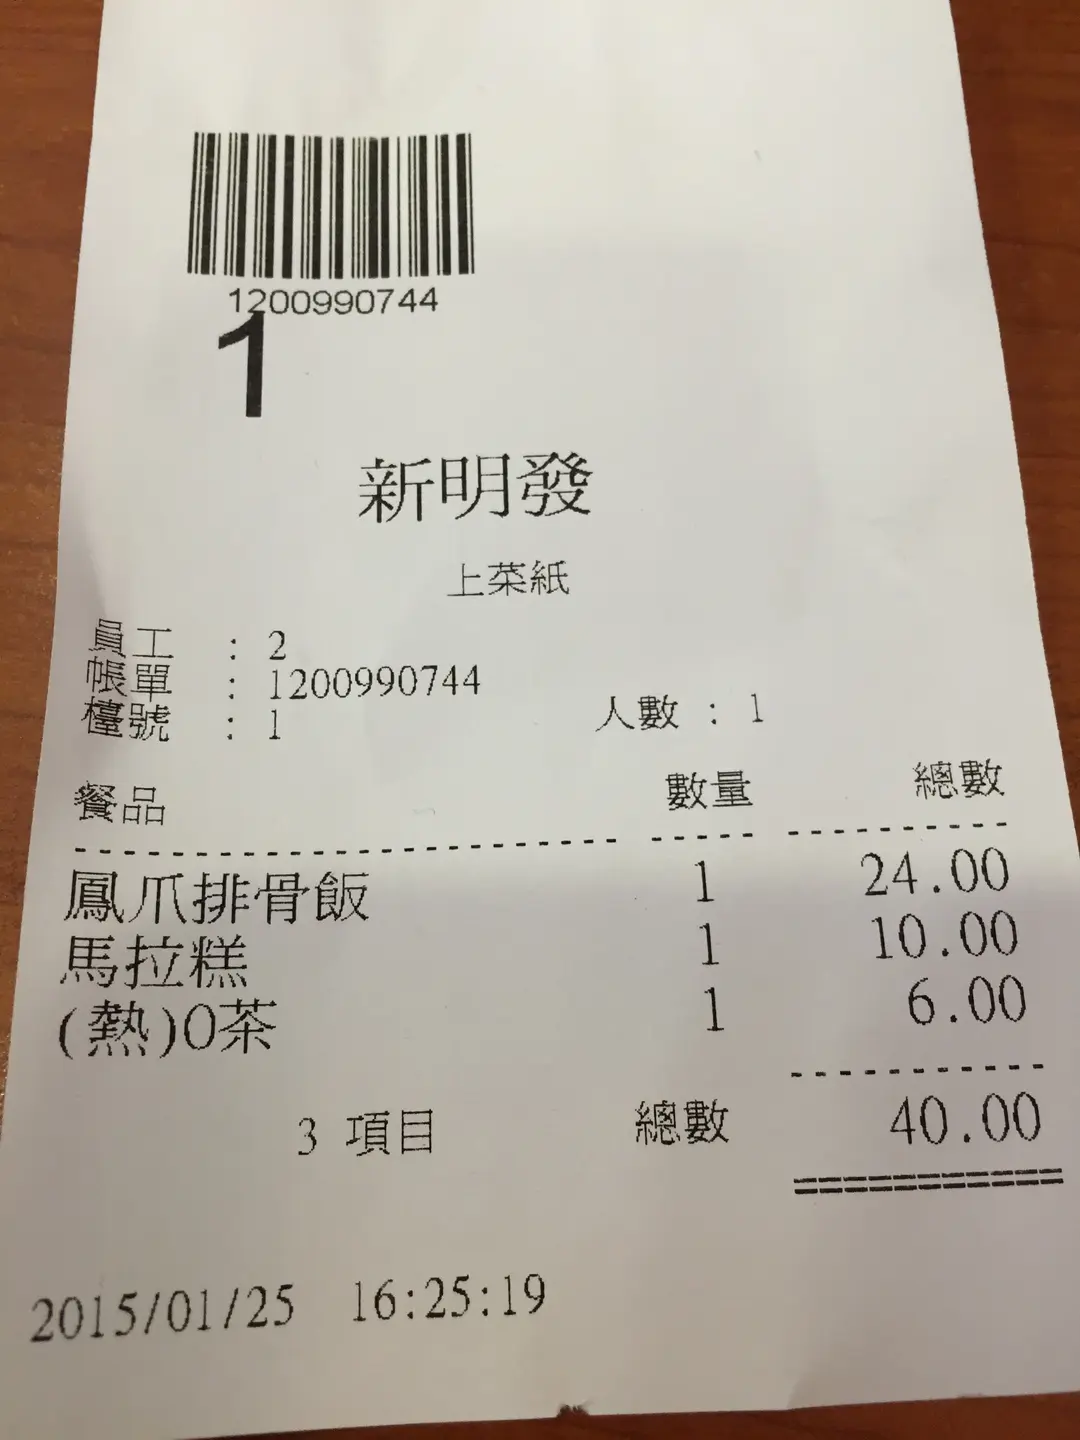 1200990744
1
新明發
上菜紙
員工 : 2
帳單 : 1200990744
檯號 : 1 人數 : 1
餐品 數量 總數
鳳爪排骨飯 1 24.00
馬拉糕 1 10.00
(熱)O茶 1 6.00
3 項目 總數 40.00
2015/01/25 16:25:19